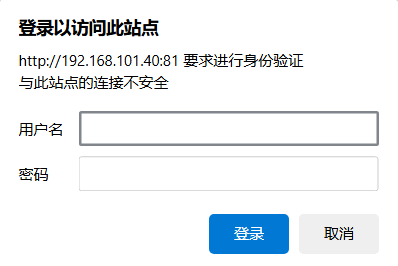 登录以访问此站点
http://192.168.101.40:81 要求进行身份验证
与此站点的连接不安全
用户名
密码
登录 取消